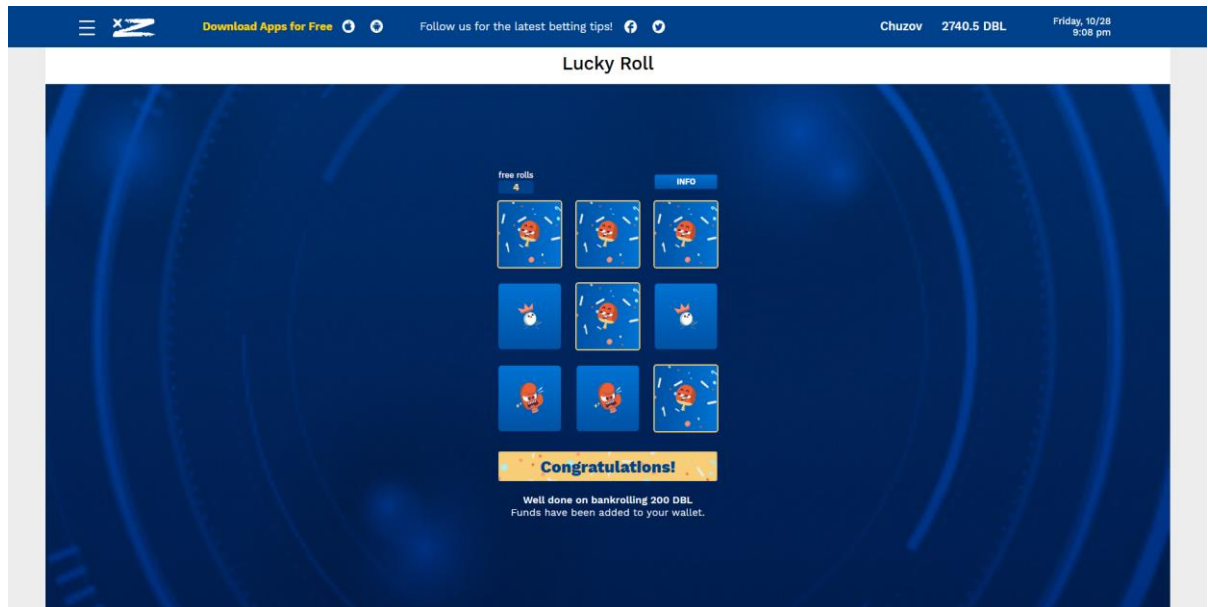 xZ
Download Apps for Free
Follow us for the latest betting tips!
Chuzov
2740.5 DBL
Friday, 10/28
9:08 pm
Lucky Roll
free rolls
4
INFO
Congratulations!
Well done on bankrolling 200 DBL
Funds have been added to your wallet.